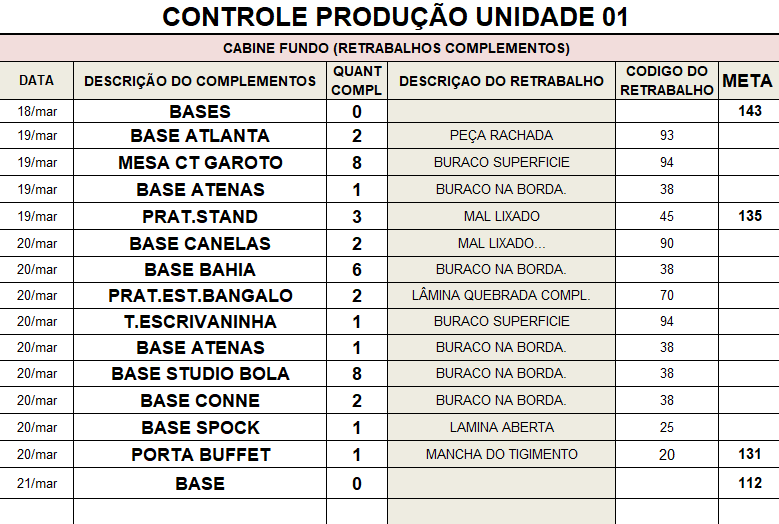 CONTROLE PRODUÇÃO UNIDADE 01
CABINE FUNDO (RETRABALHOS COMPLEMENTOS)
DATA DESCRIÇÃO DO COMPLEMENTOS QUANT COMPL DESCRIÇAO DO RETRABALHO CODIGO DO RETRABALHO META
18/mar BASES 0 143
19/mar BASE ATLANTA 2 PEÇA RACHADA 93
19/mar MESA CT GAROTO 8 BURACO SUPERFICIE 94
19/mar BASE ATENAS 1 BURACO NA BORDA. 38
19/mar PRAT.STAND 3 MAL LIXADO 45 135
20/mar BASE CANELAS 2 MAL LIXADO... 90
20/mar BASE BAHIA 6 BURACO NA BORDA. 38
20/mar PRAT.EST.BANGALO 2 LÂMINA QUEBRADA COMPL. 70
20/mar T.ESCRIVANINHA 1 BURACO SUPERFICIE 94
20/mar BASE ATENAS 1 BURACO NA BORDA. 38
20/mar BASE STUDIO BOLA 8 BURACO NA BORDA. 38
20/mar BASE CONNE 2 BURACO NA BORDA. 38
20/mar BASE SPOCK 1 LAMINA ABERTA 25
20/mar PORTA BUFFET 1 MANCHA DO TIGIMENTO 20 131
21/mar BASE 0 112